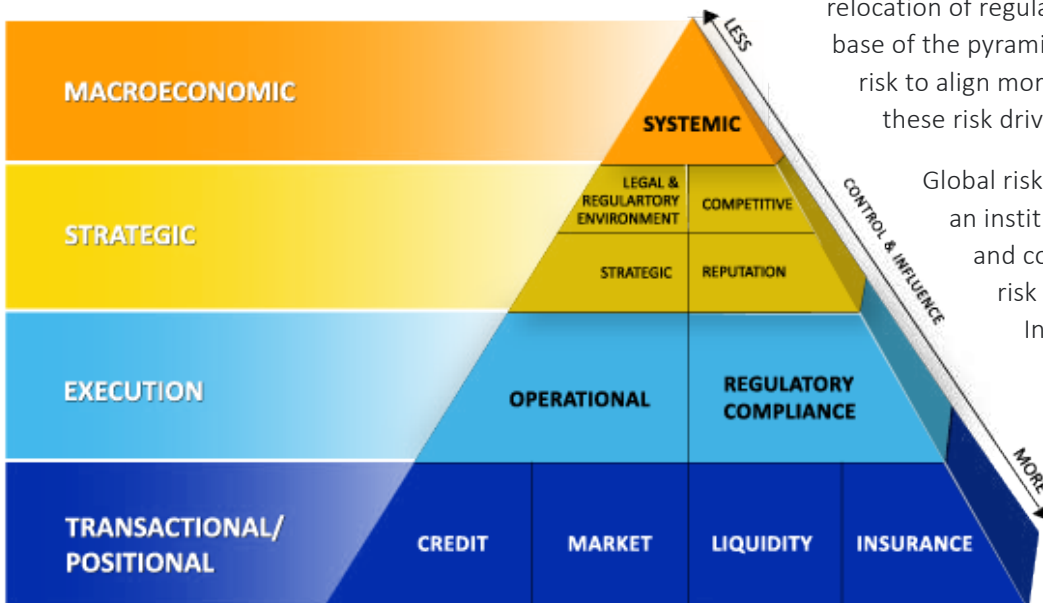 relocation of regula
base of the pyrami
risk to align mor
these risk driv
Global risk
an instit
and co
risk
In
LESS
CONTROL & INFLUENCE
MORE
MACROECONOMIC
SYSTEMIC
STRATEGIC
LEGAL &
REGULARTORY
ENVIRONMENT
COMPETITIVE
STRATEGIC
REPUTATION
EXECUTION
OPERATIONAL
REGULATORY
COMPLIANCE
TRANSACTIONAL/
POSITIONAL
CREDIT
MARKET
LIQUIDITY
INSURANCE